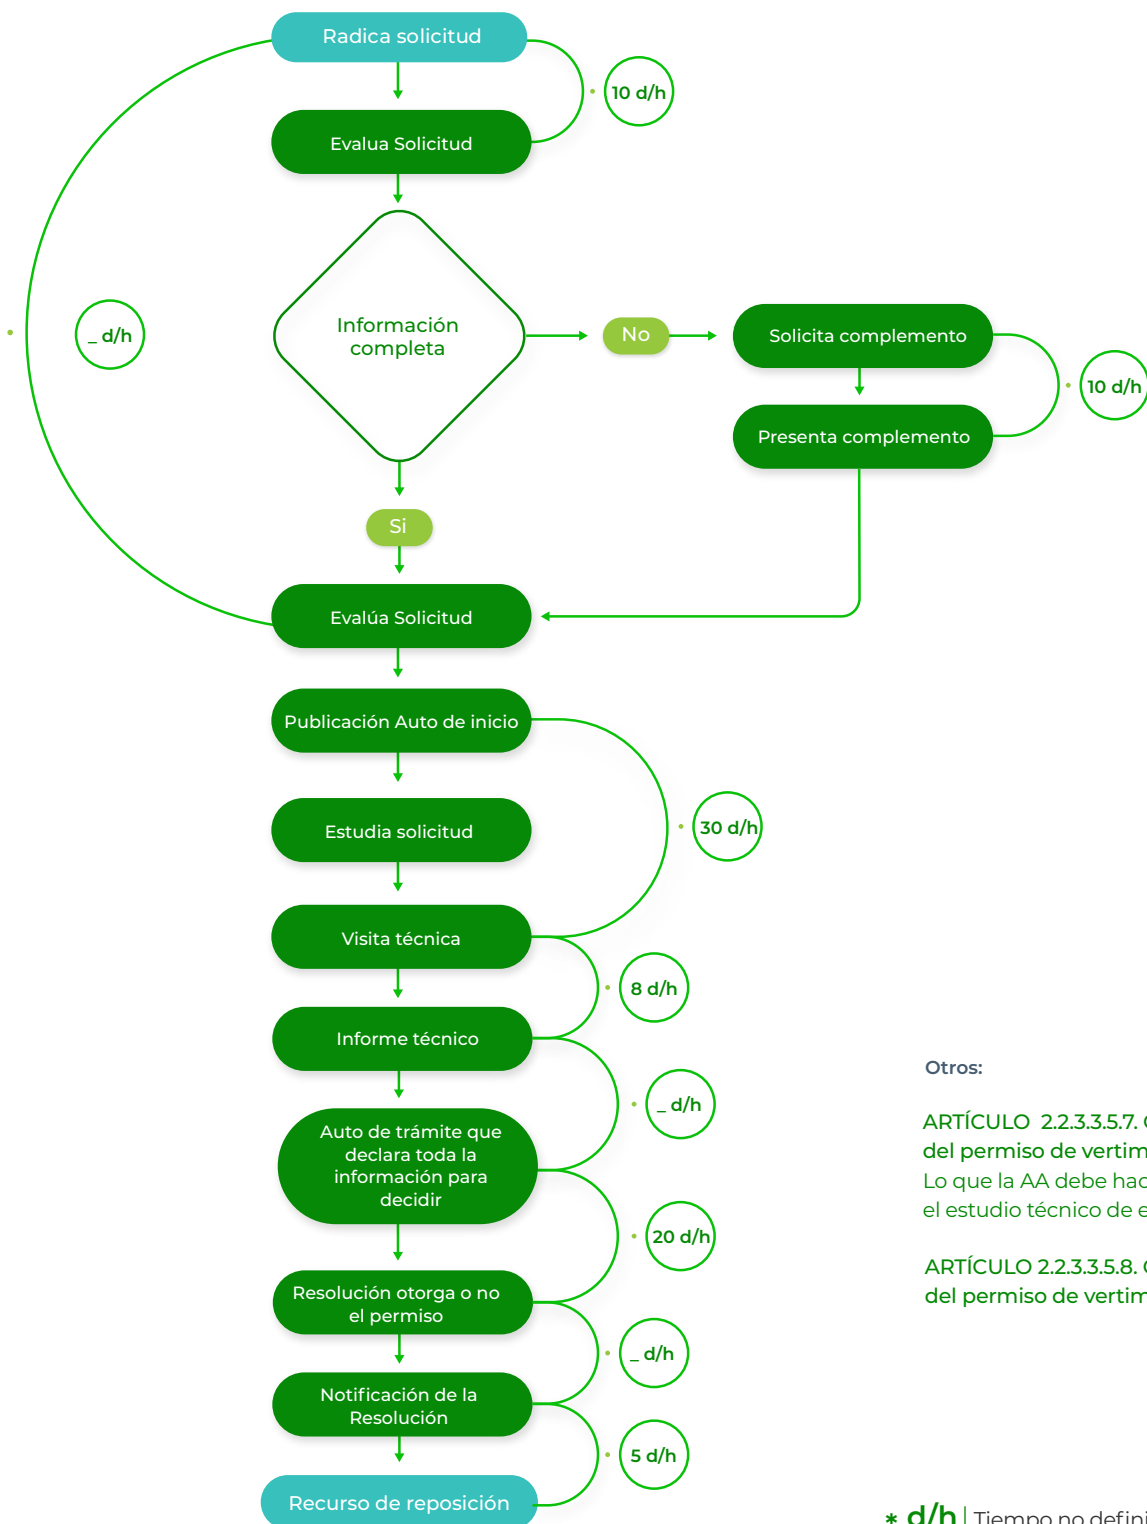 Radica solicitud
10 d/h
Evalua Solicitud
_ d/h
Información
completa
No
Solicita complemento
10 d/h
Presenta complemento
Si
Evalúa Solicitud
Publicación Auto de inicio
Estudia solicitud
30 d/h
Visita técnica
8 d/h
Informe técnico
_ d/h
Auto de trámite que
declara toda la
información para
decidir
20 d/h
Resolución otorga o no
el permiso
_ d/h
Notificación de la
Resolución
5 d/h
Recurso de reposición
Otros:
ARTÍCULO 2.2.3.3.5.7.
del permiso de
Lo que la AA debe
el estudio técnico de
ARTÍCULO 2.2.3.3.5.8.
del permiso de
* d/h | Tiempo no